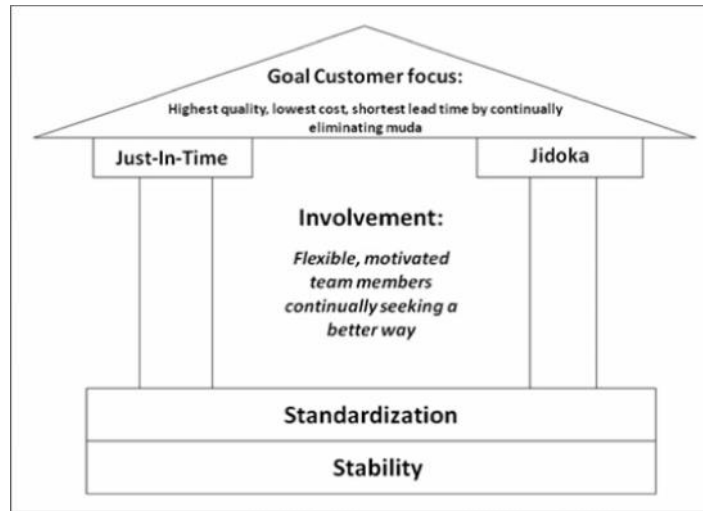 Goal Customer focus:
Highest quality, lowest cost, shortest lead time by continually
eliminating muda
Just-In-Time
Jidoka
Involvement:
Flexible, motivated
team members
continually seeking a
better way
Standardization
Stability